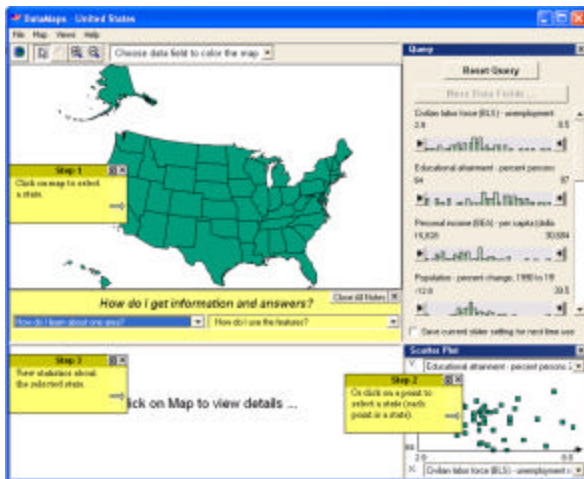 DataMaps - United States
File Map Views Help
Choose data field to color the map
Step 1
Click on map to select
a state.
How do I get information and answers?
Close All Notes
How do I learn about one area?
How do I use the features?
Step 3
View statistics about
the selected state.
lick on Map to view details ...
Step 2
Or click on a point to
select a state (each
point is a state).
Query
Reset Query
More Data Fields ...
Civilian labor force (BLS) - unemployment
2.8
Educational attainment - percent persons
64
Personal income (BEA) - per capita (dolla
Population - percent change, 1990 to 19
Save current slider setting for next time use
Scatter Plot
Y
Educational attainment - percent persons
X
Civilian labor force (BLS) - unemployment